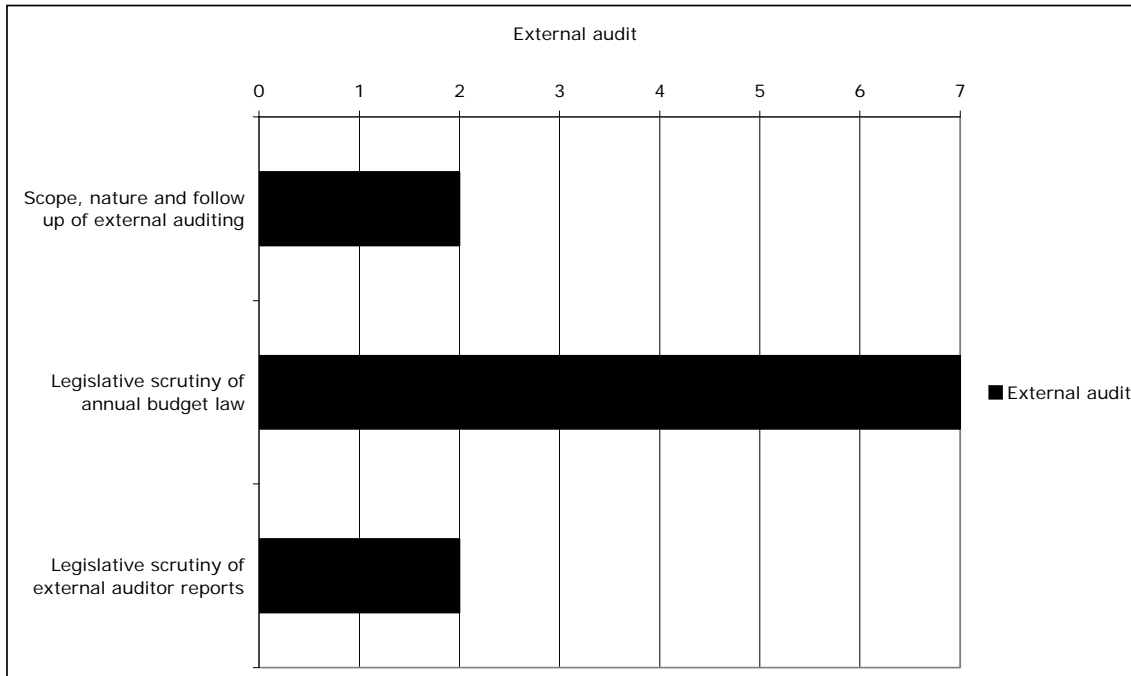 External audit
0 1 2 3 4 5 6 7
Scope, nature and follow
up of external auditing
Legislative scrutiny of
annual budget law
External audit
Legislative scrutiny of
external auditor reports